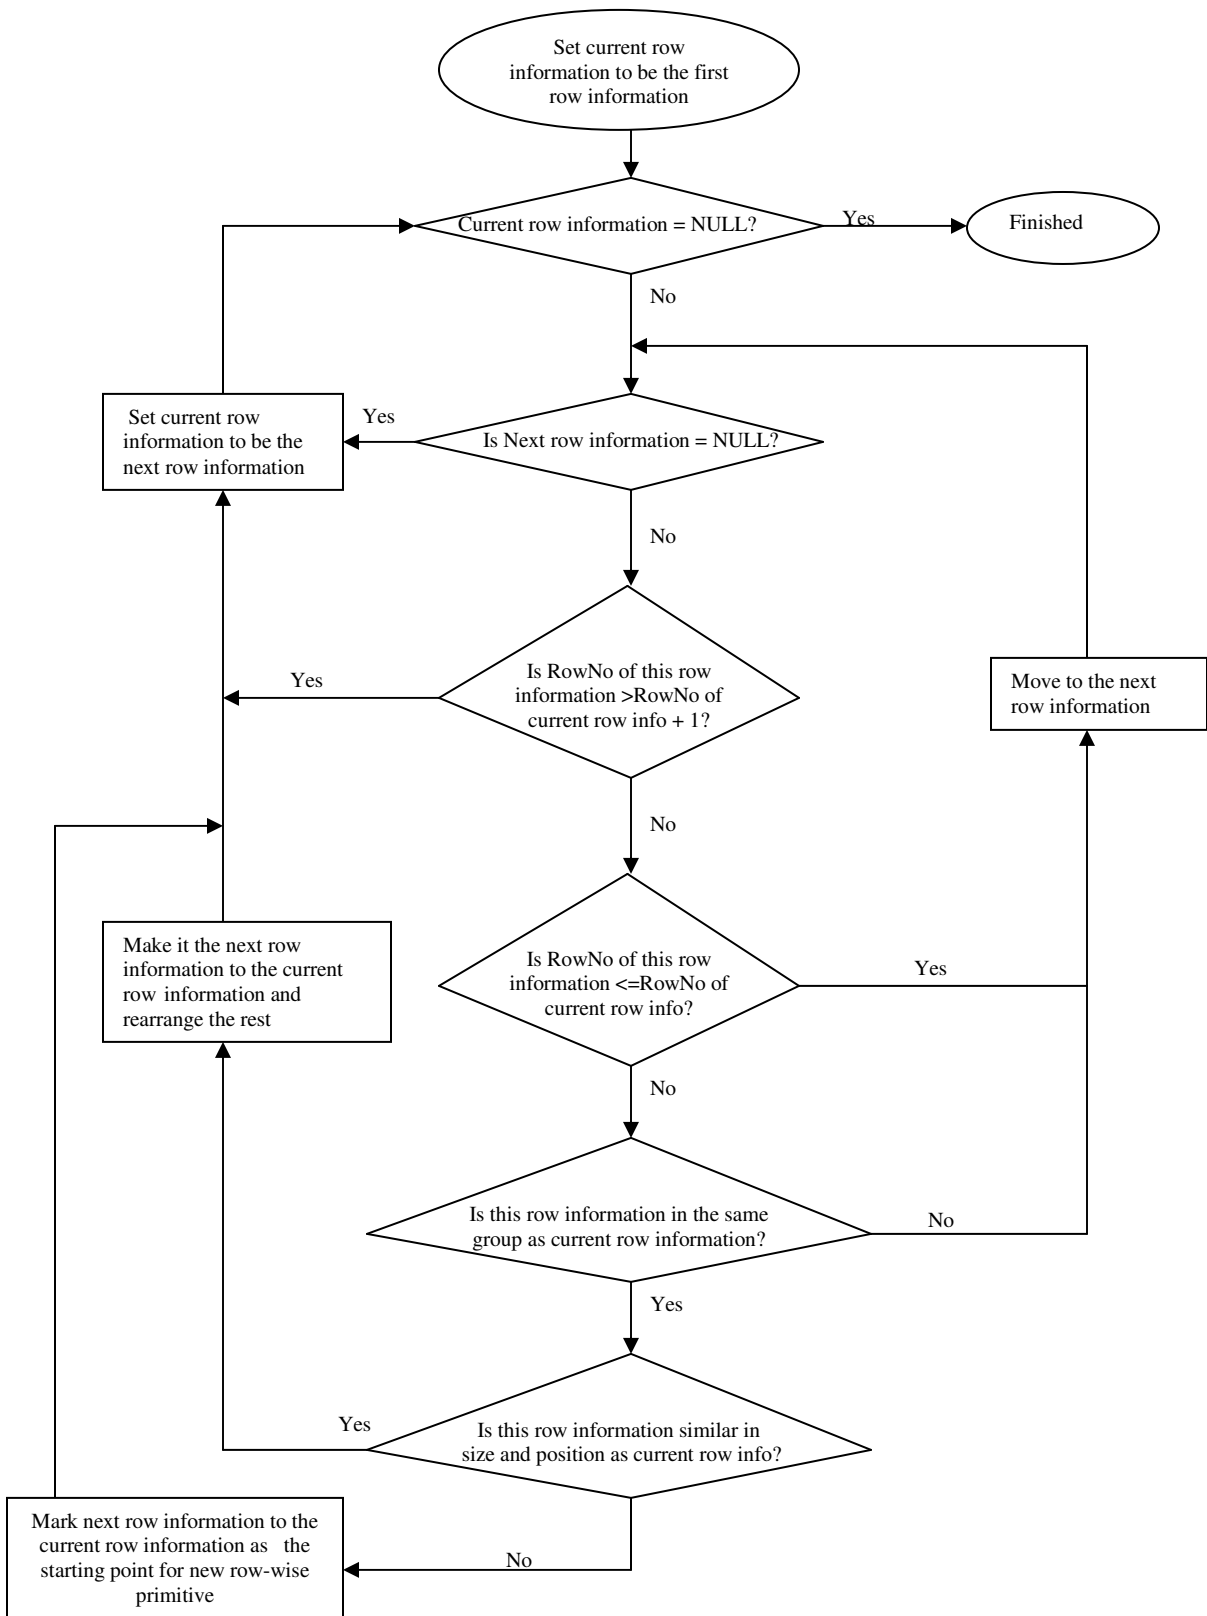 Set current row
information to be the first
row information
Current row information = NULL?
Yes
Finished
No
Set current row
information to be the
next row information
Yes
Is Next row information = NULL?
No
Is RowNo of this row
information >RowNo of
current row info + 1?
Yes
Move to the next
row information
No
Make it the next row
information to the current
row information and
rearrange the rest
Is RowNo of this row
information <=RowNo of
current row info?
Yes
No
Is this row information in the same
group as current row information?
No
Yes
Yes
Is this row information similar in
size and position as current row info?
Mark next row information to the
current row information as the
starting point for new row-wise
primitive
No